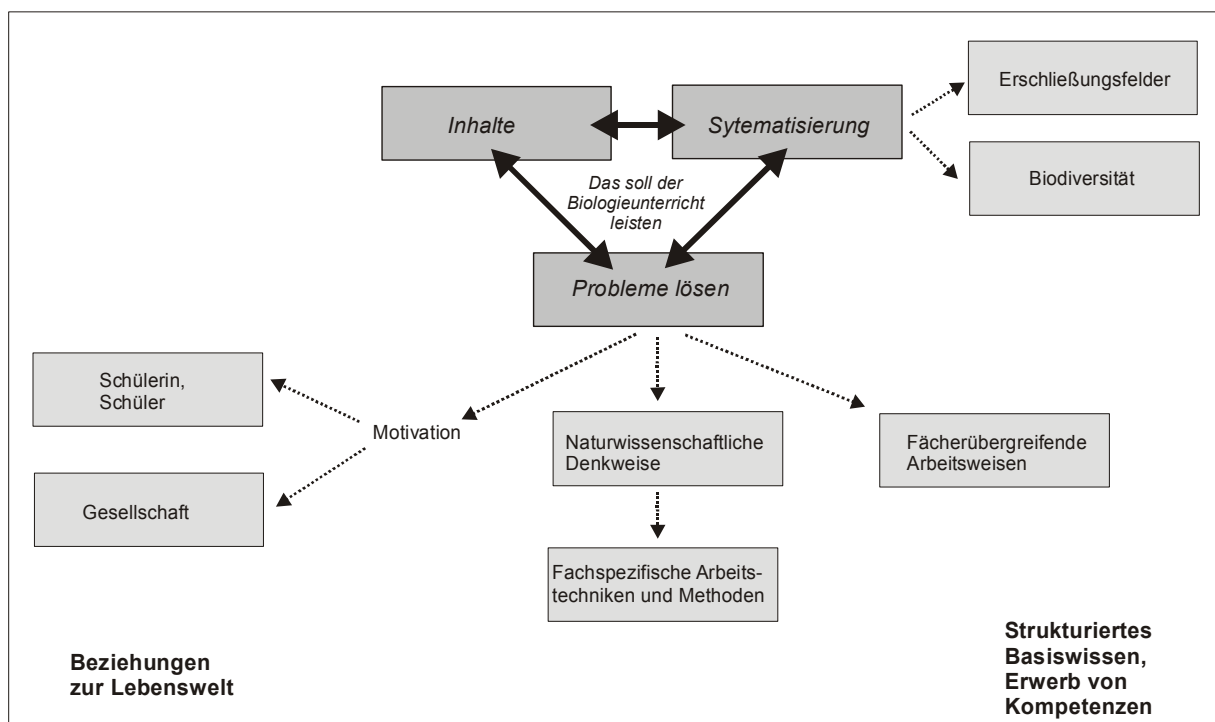 Erschließungsfelder
Inhalte
Sytematisierung
Biodiversität
Das soll der
Biologieunterricht
leisten
Probleme lösen
Schülerin,
Schüler
Motivation
Naturwissenschaftliche
Denkweise
Fächerübergreifende
Arbeitsweisen
Gesellschaft
Fachspezifische Arbeits-
techniken und Methoden
Beziehungen
zur Lebenswelt
Strukturiertes
Basiswissen,
Erwerb von
Kompetenzen